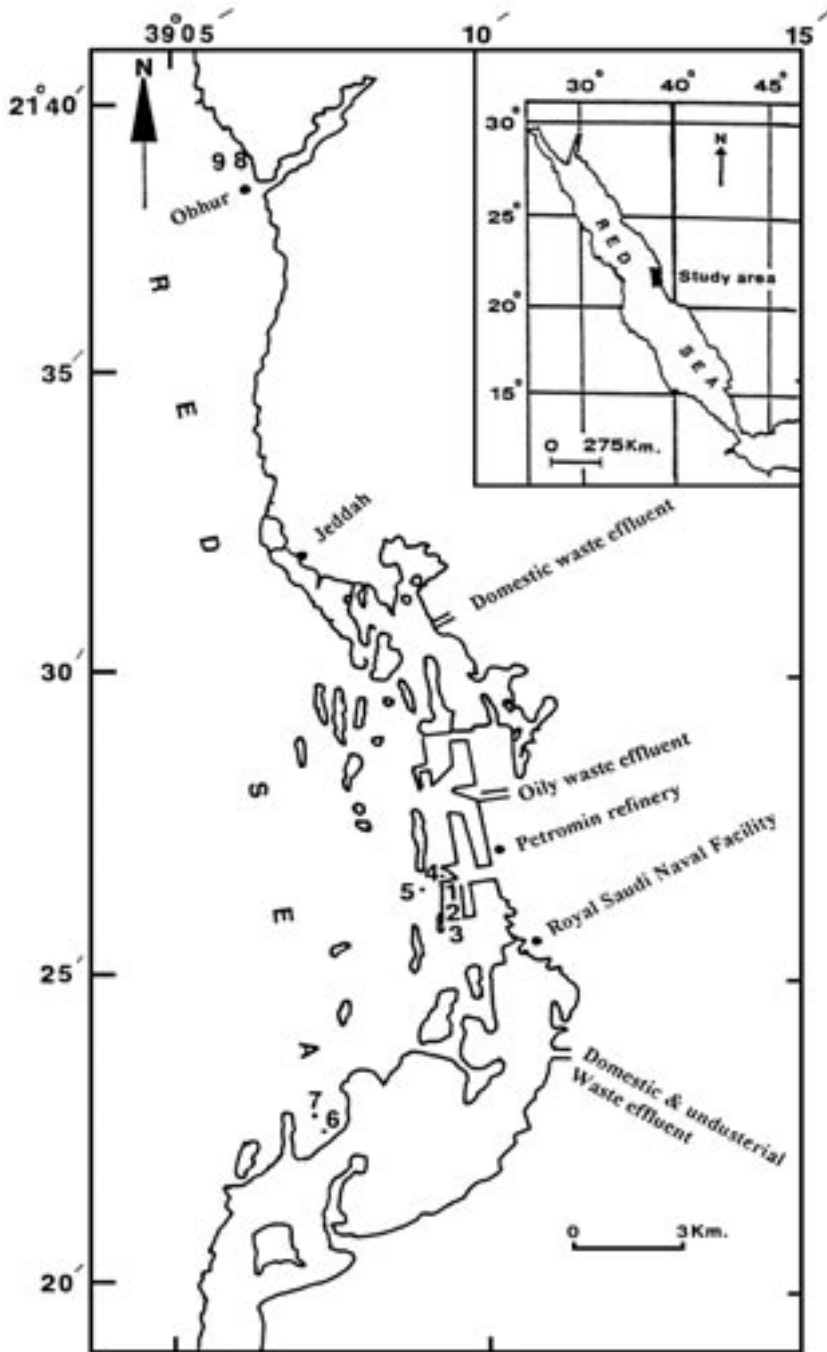 39°05′ 10′ 15′
N
21°40′
9 8
Obhur
35′
30′
25′
20′
RED SEA
Jeddah
Domestic waste effluent
Oily waste effluent
Petromin refinery
Royal Saudi Naval Facility
4
5 1
2
3
Domestic & undusterial
Waste effluent
7
6
0 3Km.
30° 40° 45°
30°
25°
20°
15°
N
RED
SEA
Study area
0 275Km.